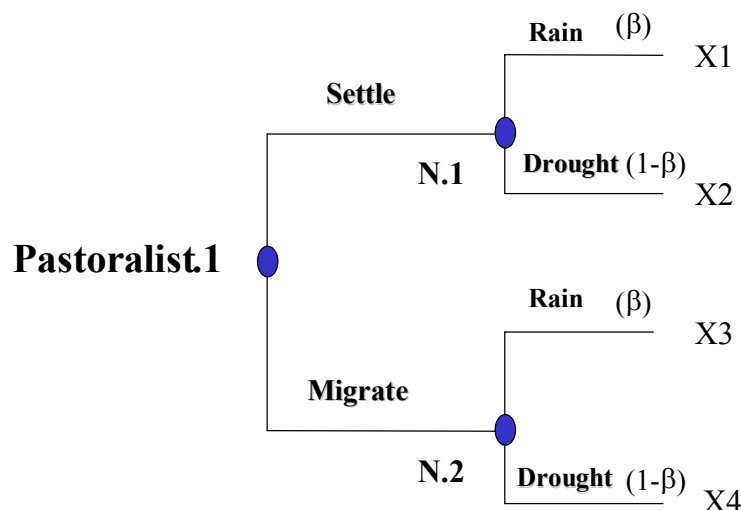 Rain (β) X1
Settle
N.1 Drought (1-β)
X2
Pastoralist.1
Rain (β) X3
Migrate
N.2 Drought (1-β) X4